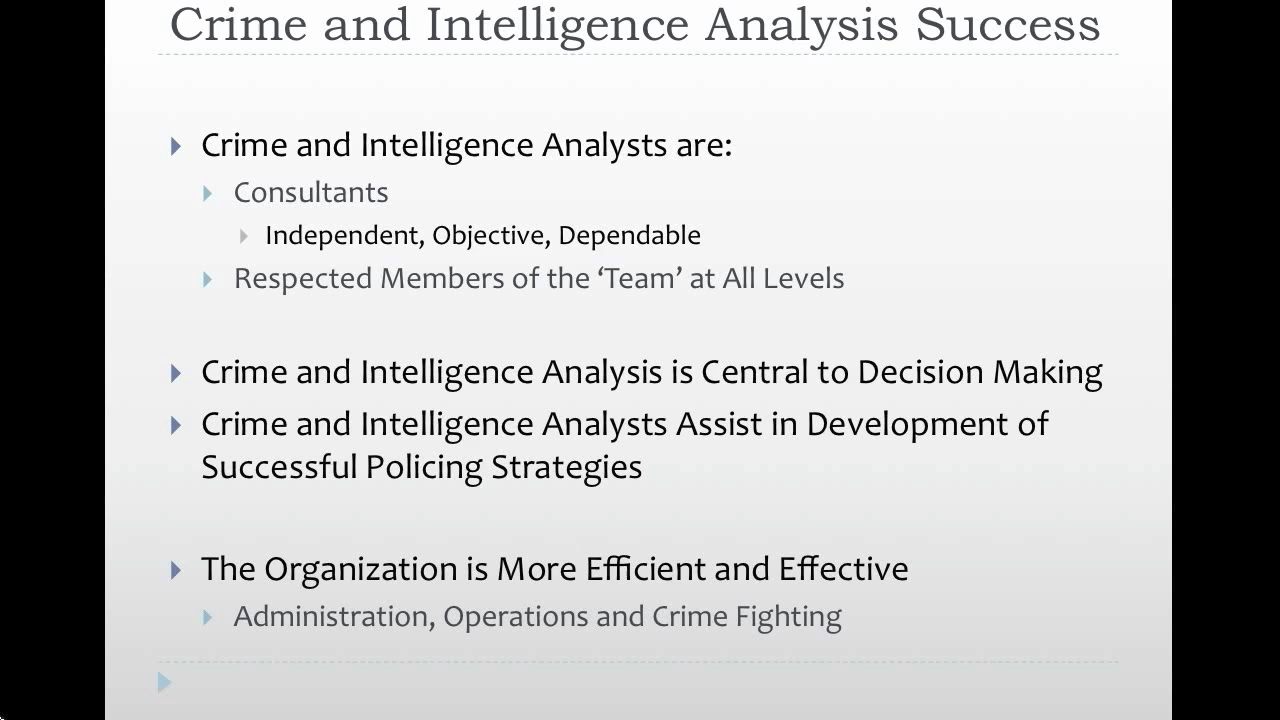 Crime and Intelligence Analysis Success
Crime and Intelligence Analysts are:
Consultants
Independent, Objective, Dependable
Respected Members of the ‘Team’ at All Levels
Crime and Intelligence Analysis is Central to Decision Making
Crime and Intelligence Analysts Assist in Development of
Successful Policing Strategies
The Organization is More Efficient and Effective
Administration, Operations and Crime Fighting